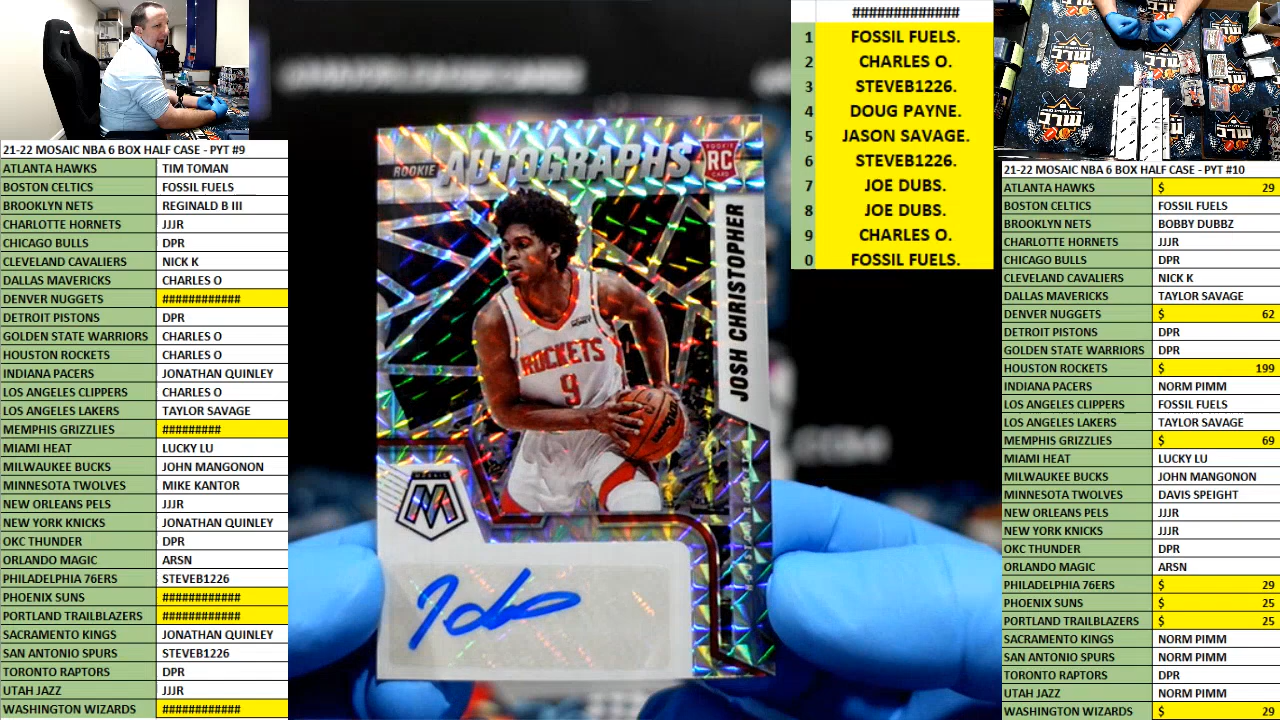 21-22 MOSAIC NBA 6 BOX HALF CASE - PYT #9
ATLANTA HAWKS TIM TOMAN
BOSTON CELTICS FOSSIL FUELS
BROOKLYN NETS REGINALD B III
CHARLOTTE HORNETS JJJR
CHICAGO BULLS DPR
CLEVELAND CAVALIERS NICK K
DALLAS MAVERICKS CHARLES O
DENVER NUGGETS ############
DETROIT PISTONS DPR
GOLDEN STATE WARRIORS CHARLES O
HOUSTON ROCKETS CHARLES O
INDIANA PACERS JONATHAN QUINLEY
LOS ANGELES CLIPPERS CHARLES O
LOS ANGELES LAKERS TAYLOR SAVAGE
MEMPHIS GRIZZLIES #########
MIAMI HEAT LUCKY LU
MILWAUKEE BUCKS JOHN MANGONON
MINNESOTA TWOLVES MIKE KANTOR
NEW ORLEANS PELS JJJR
NEW YORK KNICKS JONATHAN QUINLEY
OKC THUNDER DPR
ORLANDO MAGIC ARSN
PHILADELPHIA 76ERS STEVEB1226
PHOENIX SUNS ############
PORTLAND TRAILBLAZERS ############
SACRAMENTO KINGS JONATHAN QUINLEY
SAN ANTONIO SPURS STEVEB1226
TORONTO RAPTORS DPR
UTAH JAZZ JJJR
WASHINGTON WIZARDS ############
ROOKIE AUTOGRAPHS
ROOKIE
RC
CARD
JOSH CHRISTOPHER
ROCKETS
9
MOSAIC
M
HOUSTON ROCKETS
.COM
#############
1 FOSSIL FUELS.
2 CHARLES O.
3 STEVEB1226.
4 DOUG PAYNE.
5 JASON SAVAGE.
6 STEVEB1226.
7 JOE DUBS.
8 JOE DUBS.
9 CHARLES O.
0 FOSSIL FUELS.
MLC
21-22 MOSAIC NBA 6 BOX HALF CASE - PYT #10
ATLANTA HAWKS $ 29
BOSTON CELTICS FOSSIL FUELS
BROOKLYN NETS BOBBY DUBBZ
CHARLOTTE HORNETS JJJR
CHICAGO BULLS DPR
CLEVELAND CAVALIERS NICK K
DALLAS MAVERICKS TAYLOR SAVAGE
DENVER NUGGETS $ 62
DETROIT PISTONS DPR
GOLDEN STATE WARRIORS DPR
HOUSTON ROCKETS $ 199
INDIANA PACERS NORM PIMM
LOS ANGELES CLIPPERS FOSSIL FUELS
LOS ANGELES LAKERS TAYLOR SAVAGE
MEMPHIS GRIZZLIES $ 69
MIAMI HEAT LUCKY LU
MILWAUKEE BUCKS JOHN MANGONON
MINNESOTA TWOLVES DAVIS SPEIGHT
NEW ORLEANS PELS JJJR
NEW YORK KNICKS JJJR
OKC THUNDER DPR
ORLANDO MAGIC ARSN
PHILADELPHIA 76ERS $ 29
PHOENIX SUNS $ 25
PORTLAND TRAILBLAZERS $ 25
SACRAMENTO KINGS NORM PIMM
SAN ANTONIO SPURS NORM PIMM
TORONTO RAPTORS DPR
UTAH JAZZ NORM PIMM
WASHINGTON WIZARDS $ 29